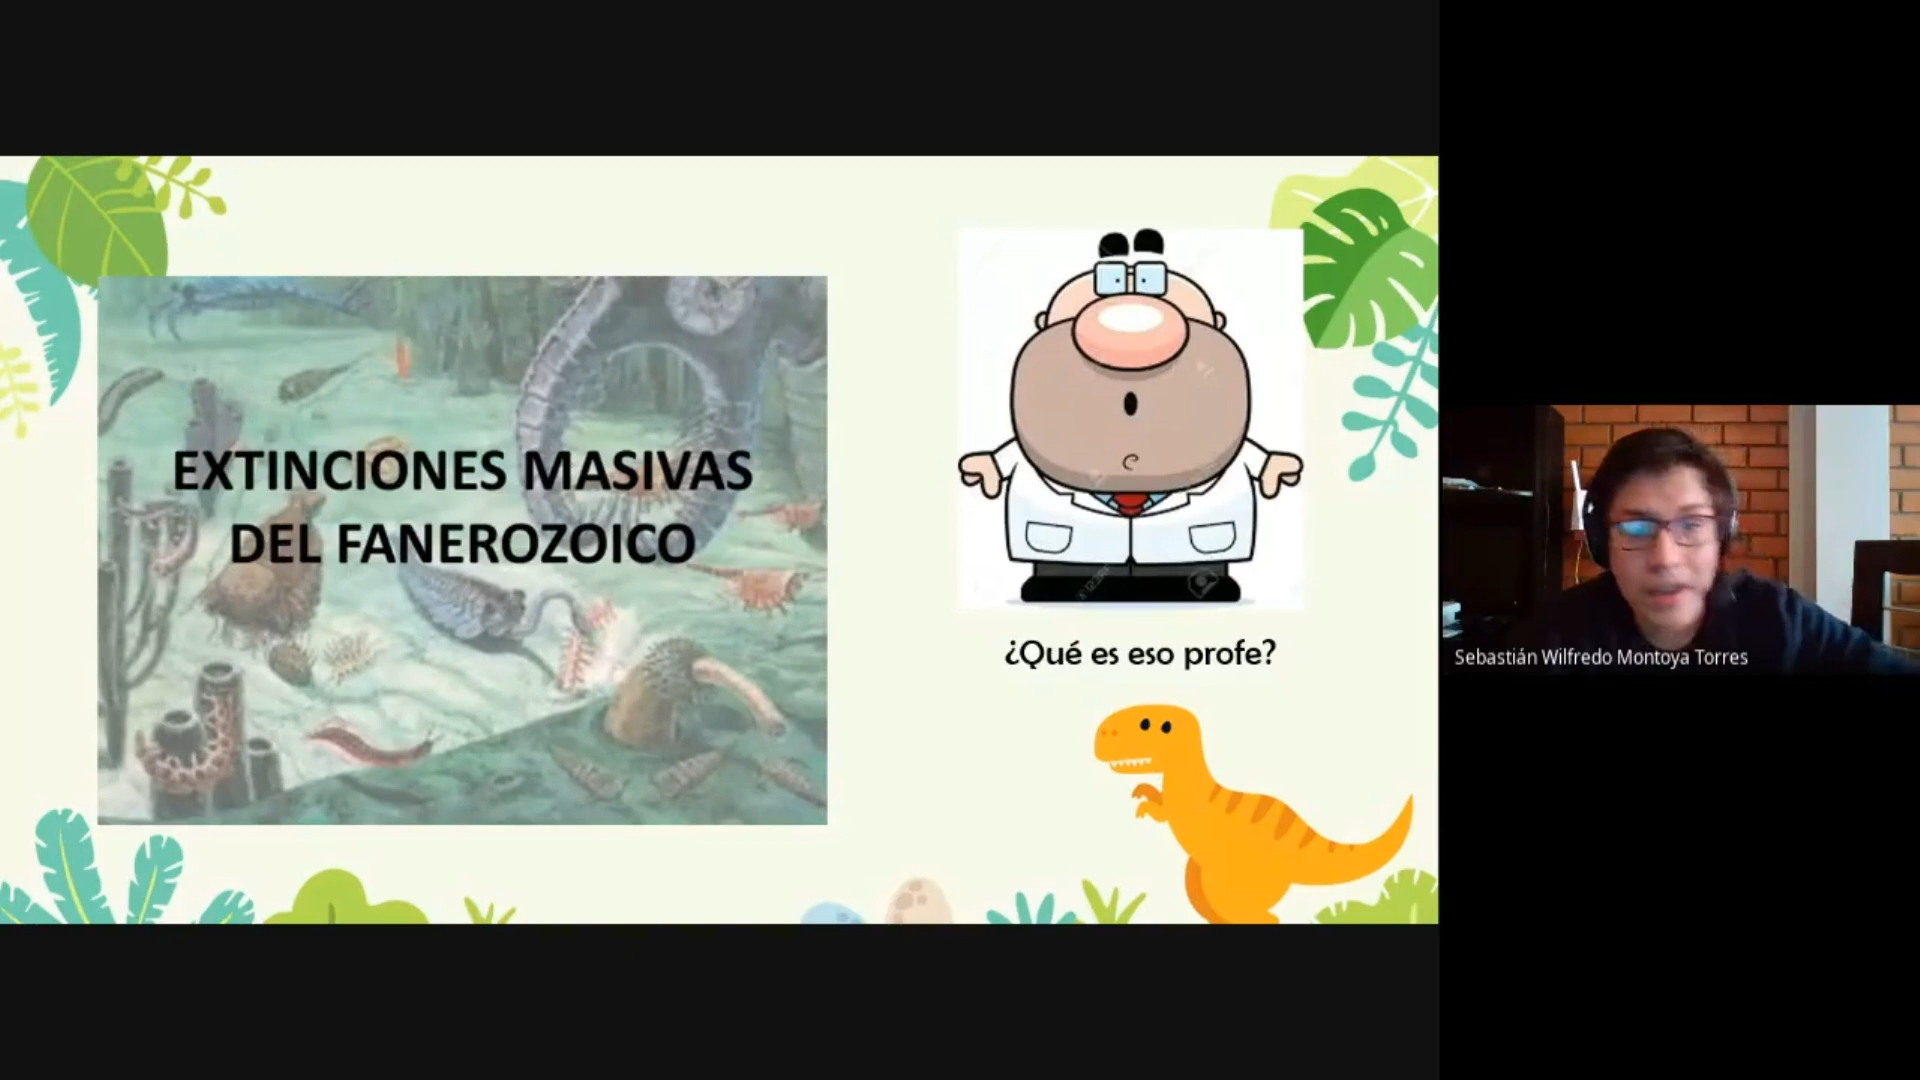 EXTINCIONES MASIVAS
DEL FANEROZOICO
¿Qué es eso profe?
Sebastián Wilfredo Montoya Torres